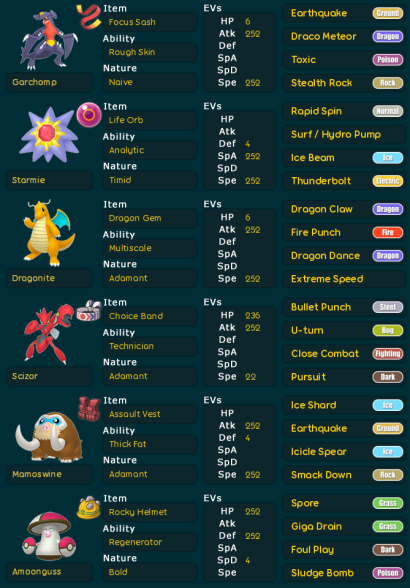 Item
Focus Sash
Ability
Rough Skin
Nature
Naive
Garchomp
EVs
HP 6
Atk 252
Def
SpA
SpD
Spe 252
Earthquake Ground
Draco Meteor Dragon
Toxic Poison
Stealth Rock Rock
Item
Life Orb
Ability
Analytic
Nature
Timid
Starmie
EVs
HP
Atk
Def 4
SpA 252
SpD
Spe 252
Rapid Spin Normal
Surf / Hydro Pump
Ice Beam Ice
Thunderbolt Electric
Item
Dragon Gem
Ability
Multiscale
Nature
Adamant
Dragonite
EVs
HP 6
Atk 252
Def
SpA
SpD
Spe 252
Dragon Claw Dragon
Fire Punch Fire
Dragon Dance Dragon
Extreme Speed
Item
Choice Band
Ability
Technician
Nature
Adamant
Scizor
EVs
HP 236
Atk 252
Def
SpA
SpD
Spe 22
Bullet Punch Steel
U-turn Bug
Close Combat Fighting
Pursuit Dark
Item
Assault Vest
Ability
Thick Fat
Nature
Adamant
Mamoswine
EVs
HP
Atk 252
Def 4
SpA
SpD
Spe 252
Ice Shard Ice
Earthquake Ground
Icicle Spear Ice
Smack Down Rock
Item
Rocky Helmet
Ability
Regenerator
Nature
Bold
Amoonguss
EVs
HP 252
Atk
Def 252
SpA
SpD 4
Spe
Spore Grass
Giga Drain Grass
Foul Play Dark
Sludge Bomb Poison